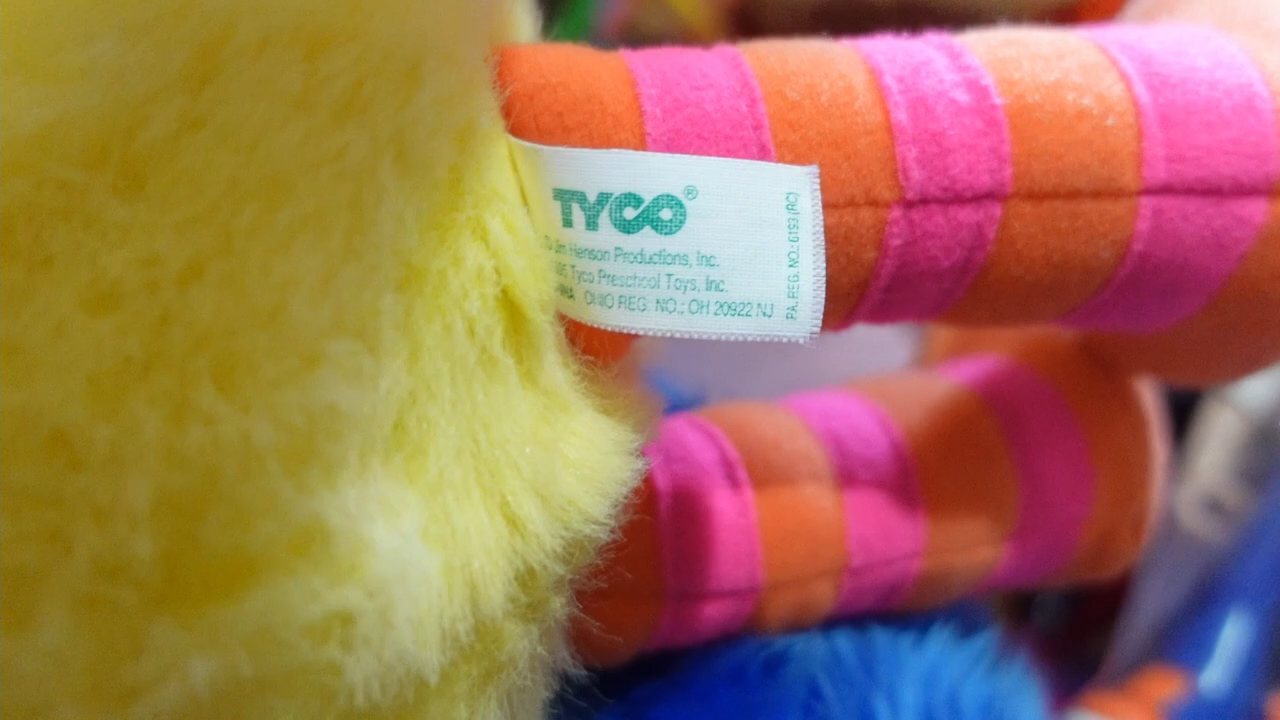 TYCO®
Jim Henson Productions, Inc.
Tyco Preschool Toys, Inc.
OHIO REG. NO.: OH 20922 NJ
PA. REG. NO.: 6193 (RC)